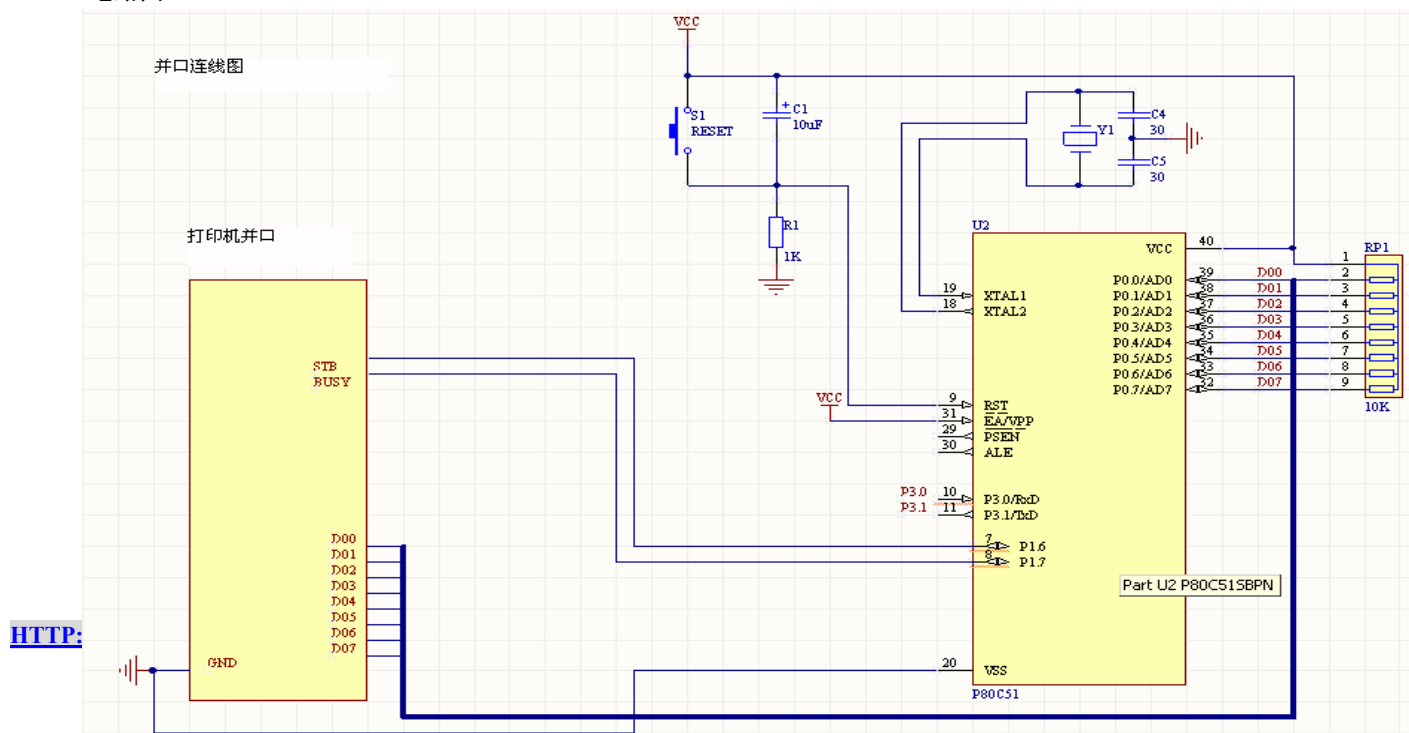 VCC
并口连线图
S1
RESET
C1
10uF
R1
1K
Y1
C4
30
C5
30
打印机并口
STB
BUSY
D00
D01
D02
D03
D04
D05
D06
D07
GND
HTTP:
VCC
U2
VCC 40
P0.0/AD0 39 D00
P0.1/AD1 38 D01
P0.2/AD2 37 D02
P0.3/AD3 36 D03
P0.4/AD4 35 D04
P0.5/AD5 34 D05
P0.6/AD6 33 D06
P0.7/AD7 32 D07
19 XTAL1
18 XTAL2
9 RST
31 EA/VPP
29 PSEN
30 ALE
P3.0 10 P3.0/RxD
P3.1 11 P3.1/TxD
7 P1.6
8 P1.7
Part U2 P80C51SBPN
20 VSS
P80C51
RP1
1
2
3
4
5
6
7
8
9
10K